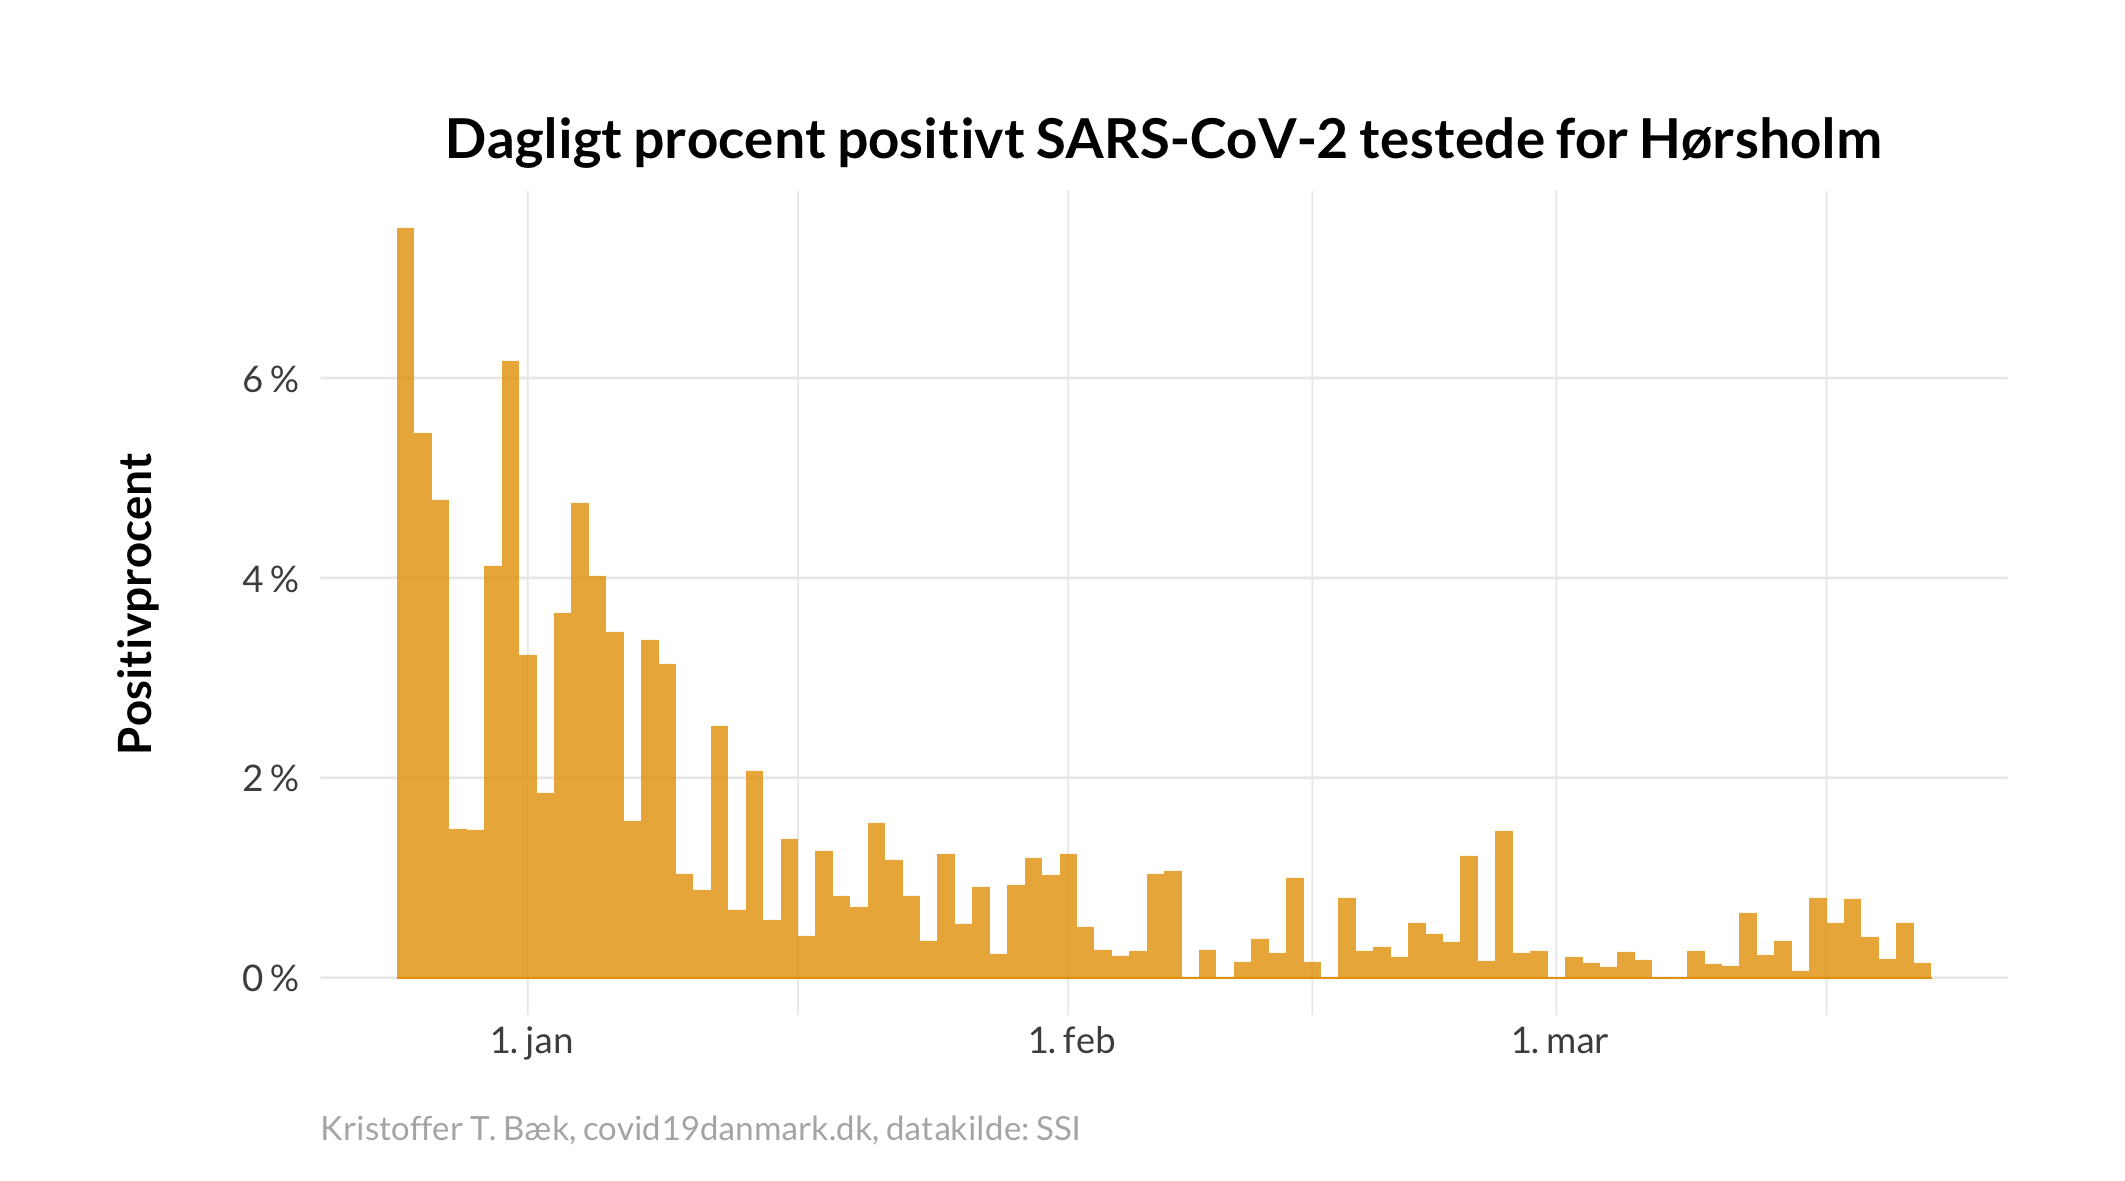 Dagligt procent positivt SARS-CoV-2 testede for Hørsholm
Positivprocent
6 %
4 %
2 %
0 %
1. jan
1. feb
1. mar
Kristoffer T. Bæk, covid19danmark.dk, datakilde: SSI